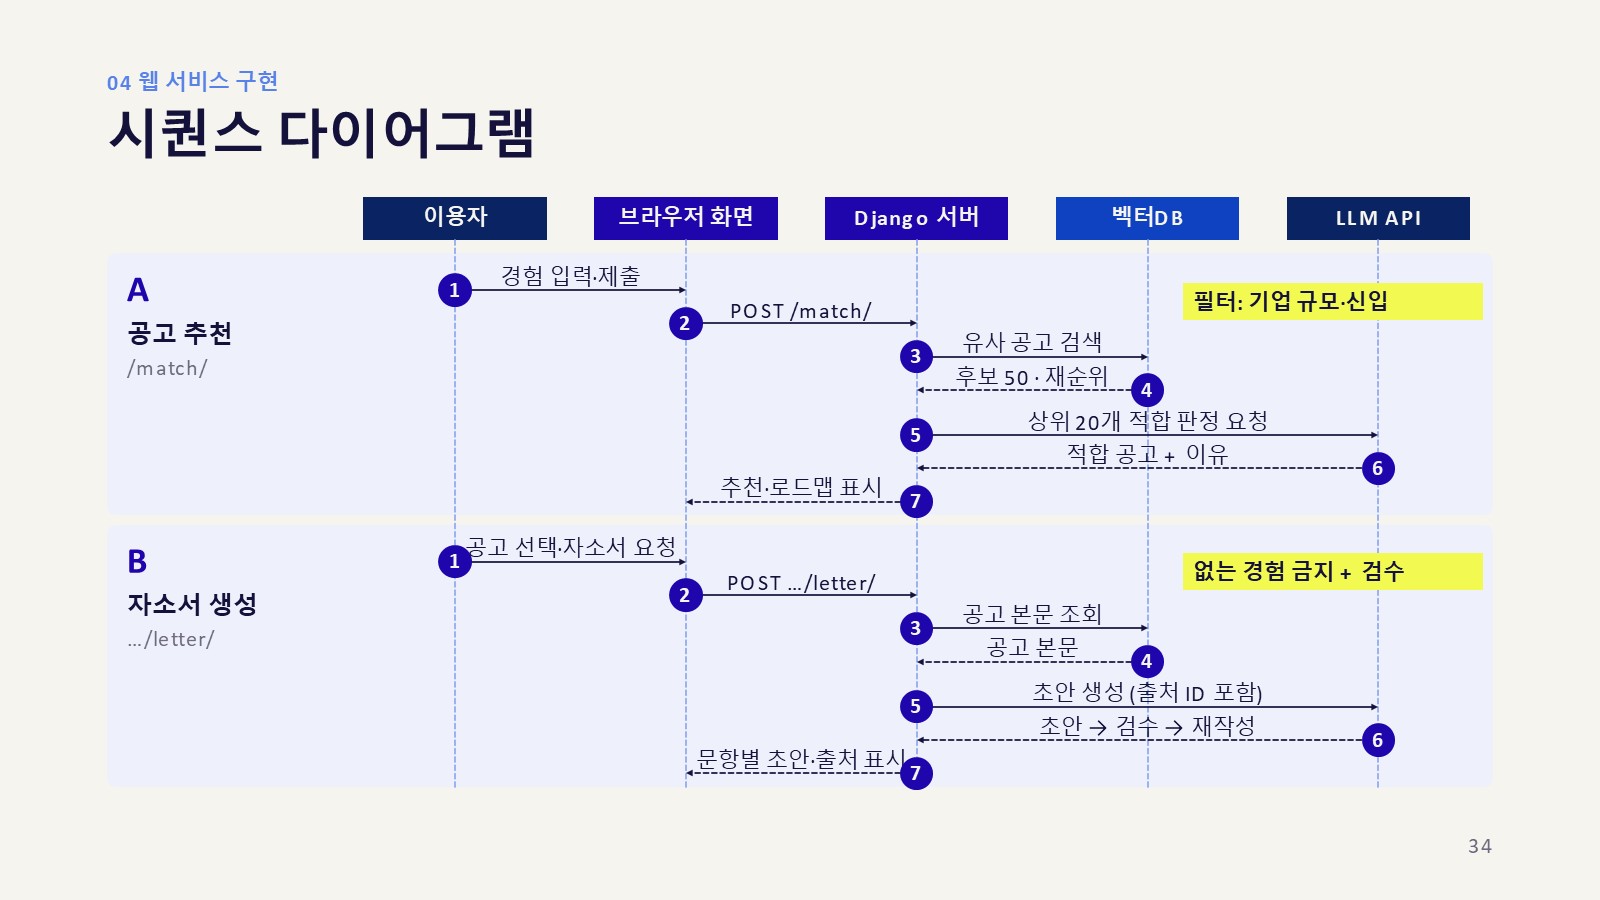 04 웹 서비스 구현
시퀀스 다이어그램
이용자
브라우저 화면
Django 서버
벡터DB
LLM API
A
공고 추천
/match/
필터: 기업 규모·신입
1
경험 입력·제출
2
POST /match/
3
유사 공고 검색
후보 50 · 재순위
4
5
상위 20개 적합 판정 요청
적합 공고 + 이유
6
추천·로드맵 표시
7
B
자소서 생성
.../letter/
없는 경험 금지 + 검수
1
공고 선택·자소서 요청
2
POST .../letter/
3
공고 본문 조회
공고 본문
4
5
초안 생성 (출처 ID 포함)
초안 → 검수 → 재작성
6
문항별 초안·출처 표시
7
34